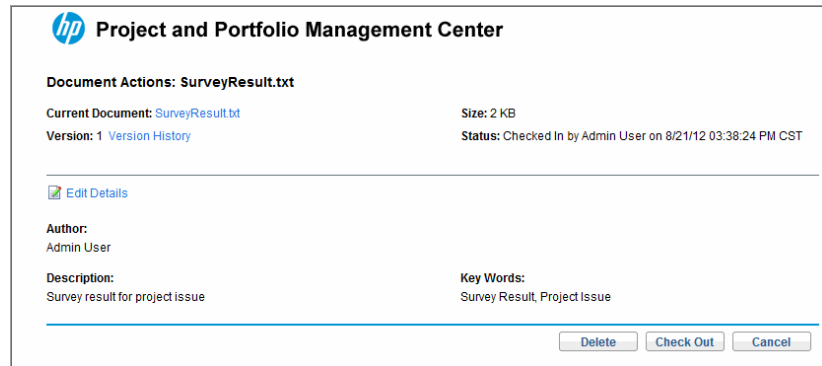 hp Project and Portfolio Management Center
Document Actions: SurveyResult.txt
Current Document: SurveyResult.txt Size: 2 KB
Version: 1 Version History Status: Checked In by Admin User on 8/21/12 03:38:24 PM CST
Edit Details
Author:
Admin User
Description: Key Words:
Survey result for project issue Survey Result, Project Issue
Delete Check Out Cancel